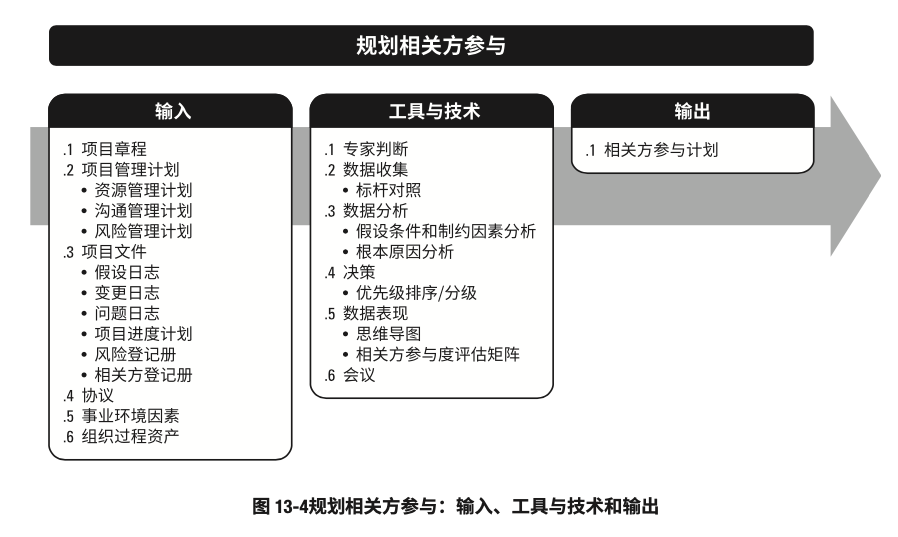 规划相关方参与
输入
.1 项目章程
.2 项目管理计划
• 资源管理计划
• 沟通管理计划
• 风险管理计划
.3 项目文件
• 假设日志
• 变更日志
• 问题日志
• 项目进度计划
• 风险登记册
• 相关方登记册
.4 协议
.5 事业环境因素
.6 组织过程资产
工具与技术
.1 专家判断
.2 数据收集
• 标杆对照
.3 数据分析
• 假设条件和制约因素分析
• 根本原因分析
.4 决策
• 优先级排序/分级
.5 数据表现
• 思维导图
• 相关方参与度评估矩阵
.6 会议
输出
.1 相关方参与计划
图 13-4规划相关方参与：输入、工具与技术和输出